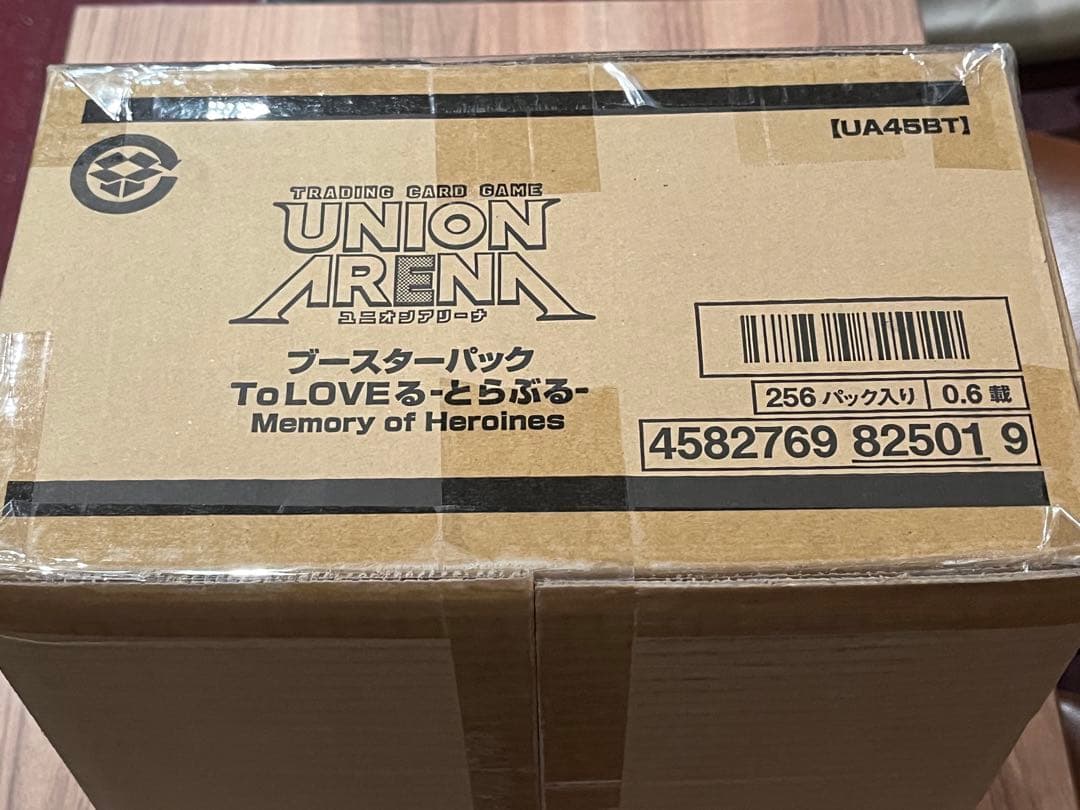 【UA45BT】
TRADING CARD GAME
UNION
ARENA
ユニオンアリーナ
ブースターパック
To LOVEる -とらぶる-
Memory of Heroines
256 パック入り 0.6 載
4582769 82501 9